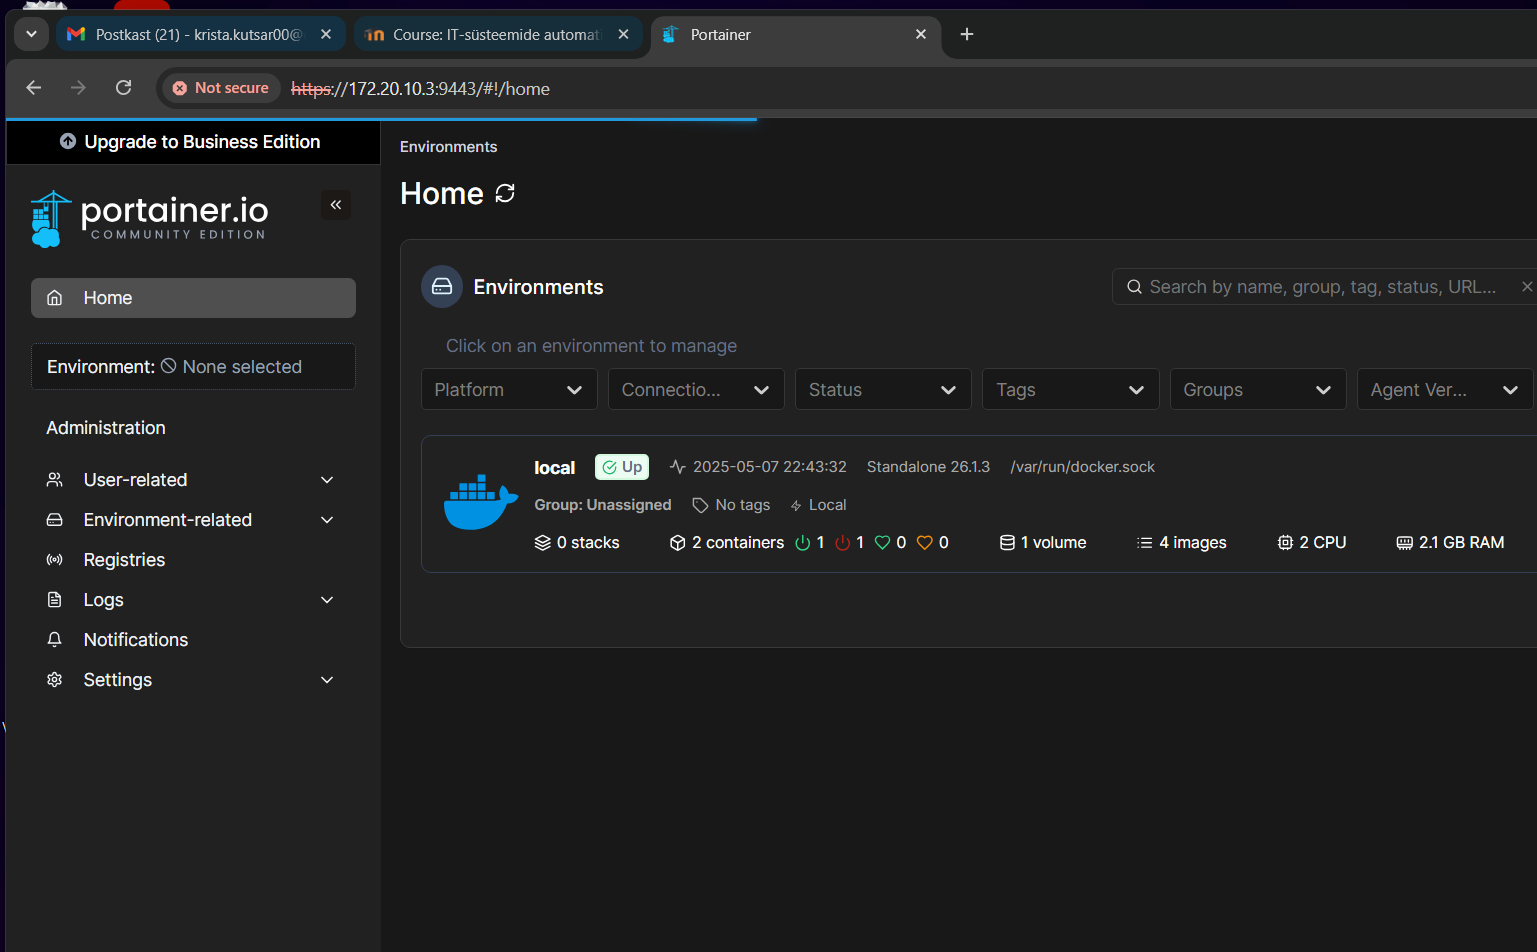 Postkast (21) - krista.kutsar00@
Course: IT-süsteemide automati
Portainer
Not secure
https://172.20.10.3:9443/#!/home
Upgrade to Business Edition
portainer.io
COMMUNITY EDITION
Home
Environment: None selected
Administration
User-related
Environment-related
Registries
Logs
Notifications
Settings
Environments
Home
Environments
Search by name, group, tag, status, URL...
Click on an environment to manage
Platform
Connectio...
Status
Tags
Groups
Agent Ver...
local Up 2025-05-07 22:43:32 Standalone 26.1.3 /var/run/docker.sock
Group: Unassigned No tags Local
0 stacks 2 containers 1 1 0 0 1 volume 4 images 2 CPU 2.1 GB RAM